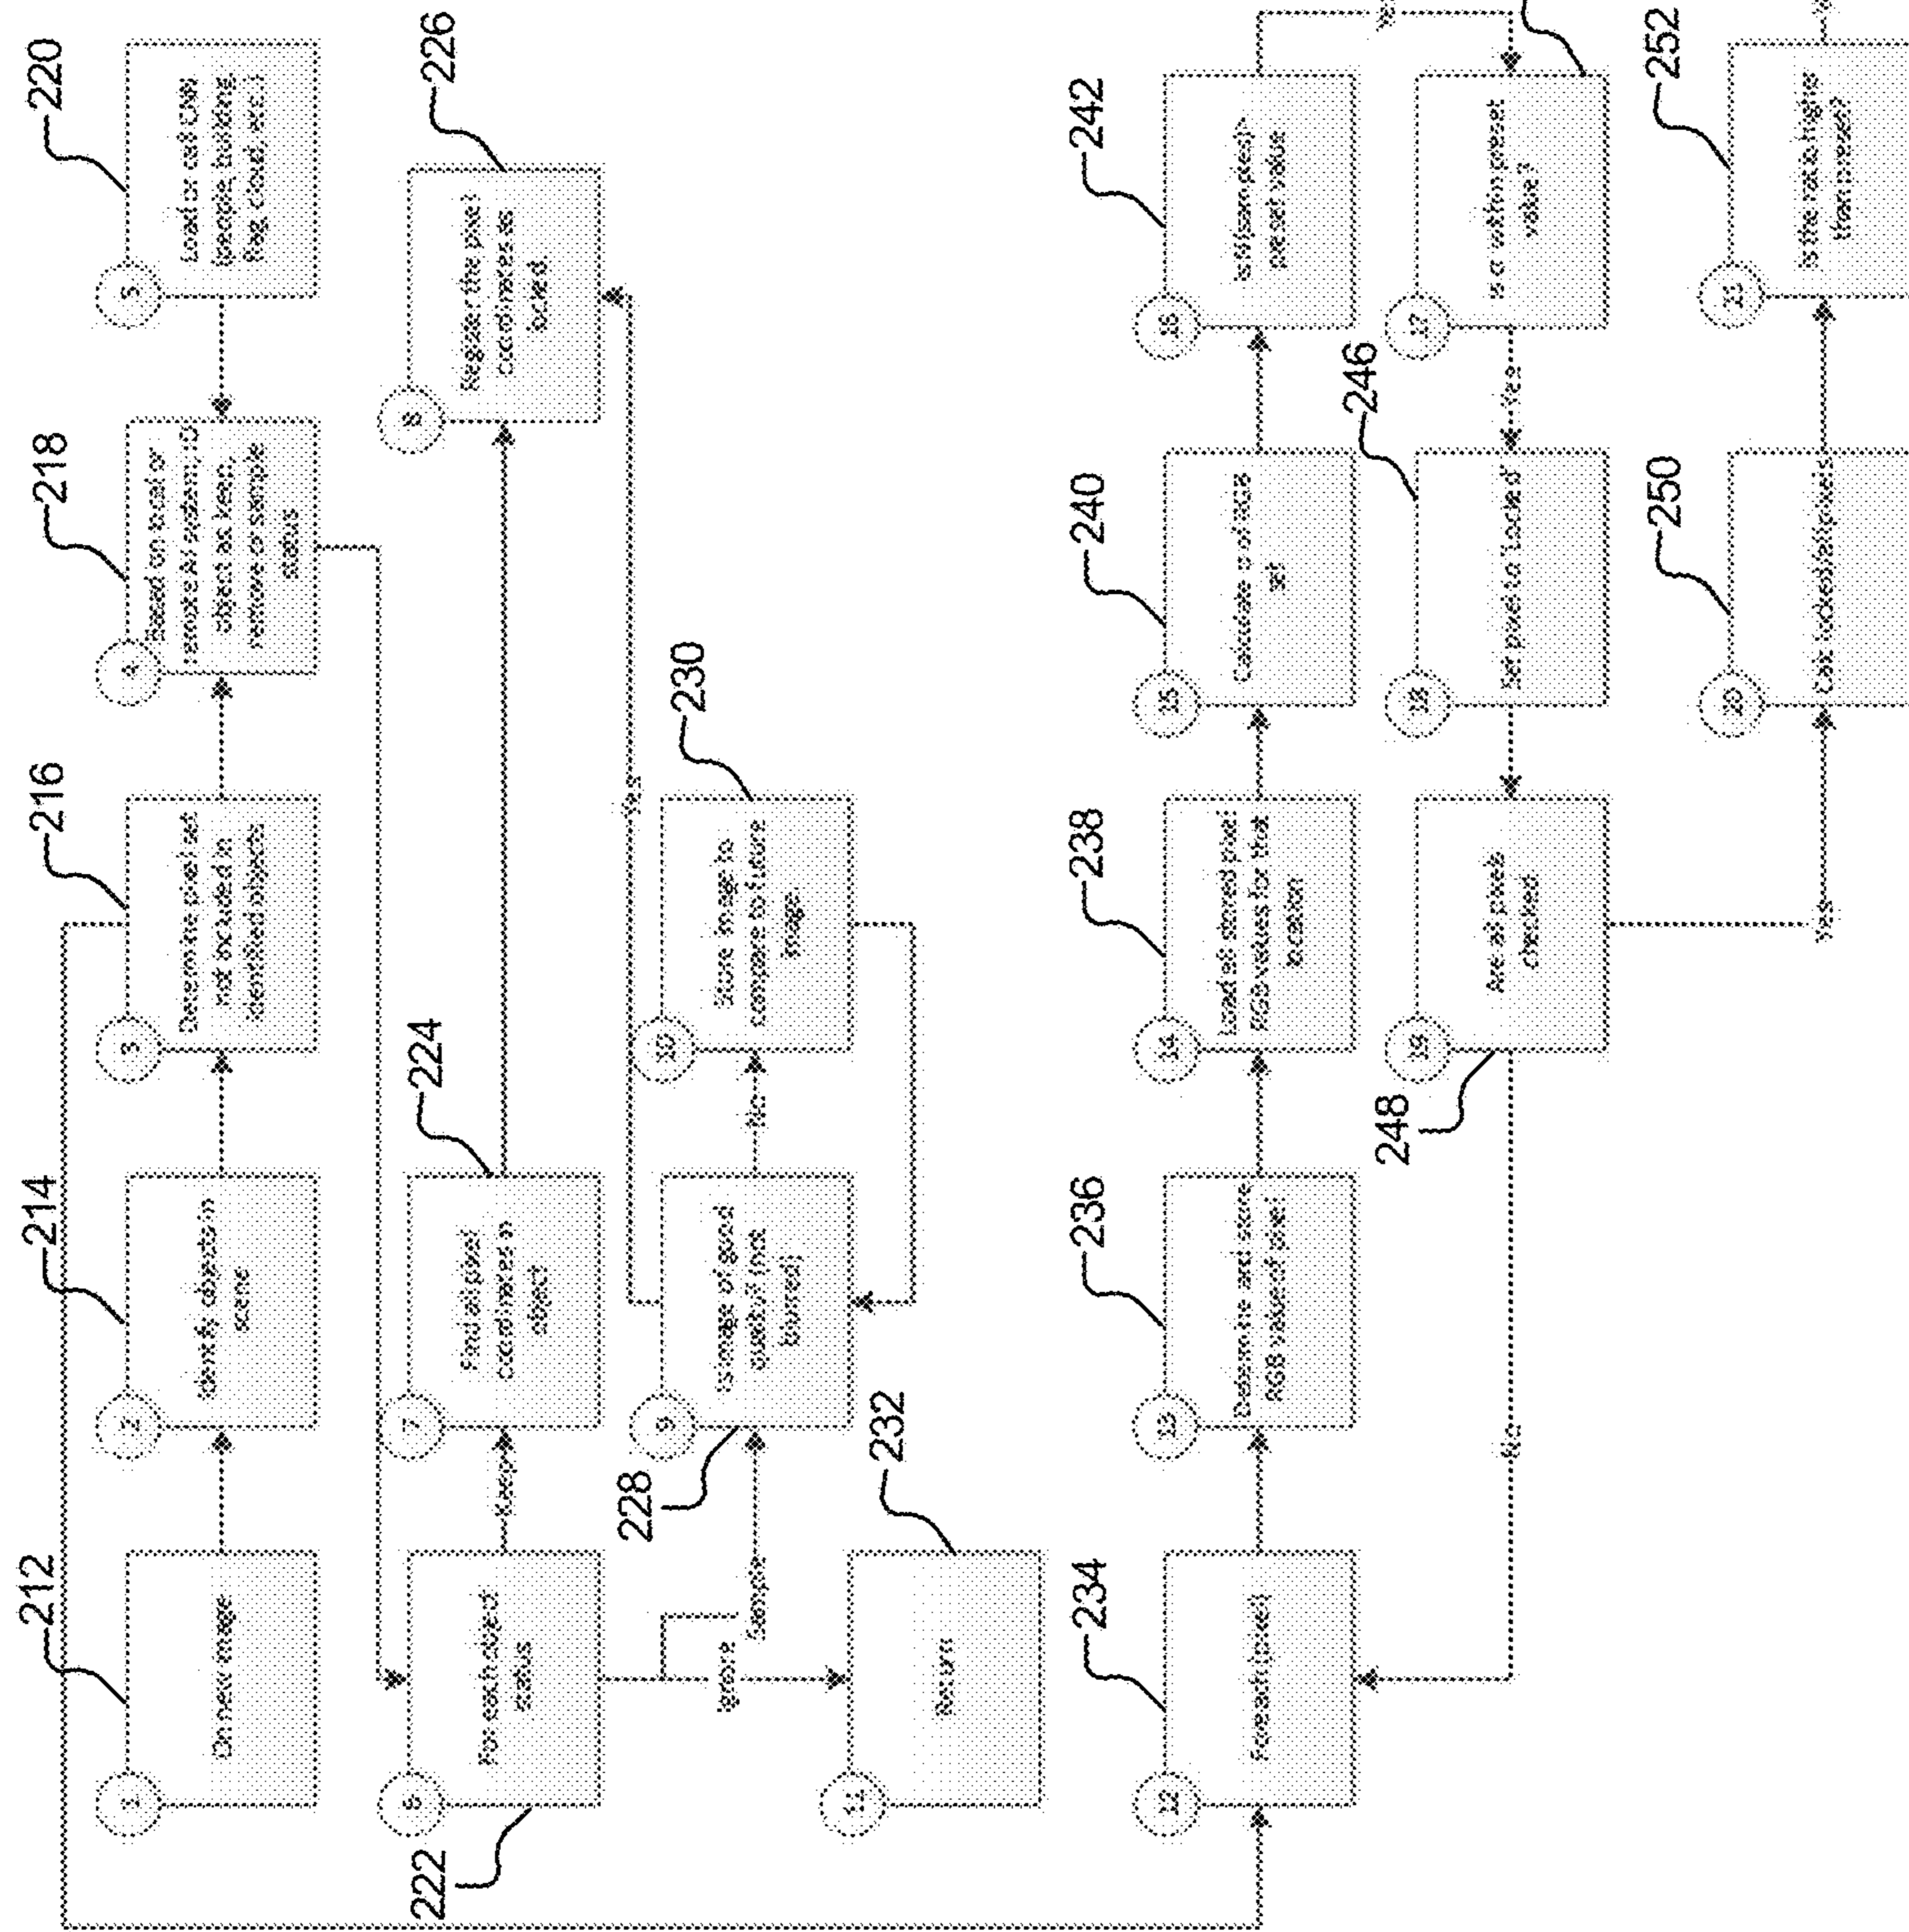 212
1
On new image
214
2
Identify objects in
scene
216
3
Determine pixel set
not included in
identified objects
218
4
Based on local or
remote AI system, ID
object as keep,
remove or sample
status
220
5
Load or call CNN
(people, building
flag, cloud, etc.)
222
6
For each object
status
Keep
224
7
Find all pixel
coordinates in
object
226
8
Register the pixel
coordinates as
locked
Ignore
Sample
228
9
Is image of good
quality? (not
blurred)
Yes
No
230
10
Store image to
compare to future
image
232
11
Return
234
12
Foreach (pixel)
236
13
Determine and store
RGB value of pixel
238
14
Load all stored pixel
RGB values for that
location
240
15
Calculate σ of RGB
set
242
16
Is N(samples)>
preset value
Yes
17
Is σ within preset
value?
Yes
246
18
Set pixel to 'Locked'
248
19
Are all pixels
checked
No
Yes
250
20
Calc locked/all pixels
252
21
Is the ratio higher
than preset?